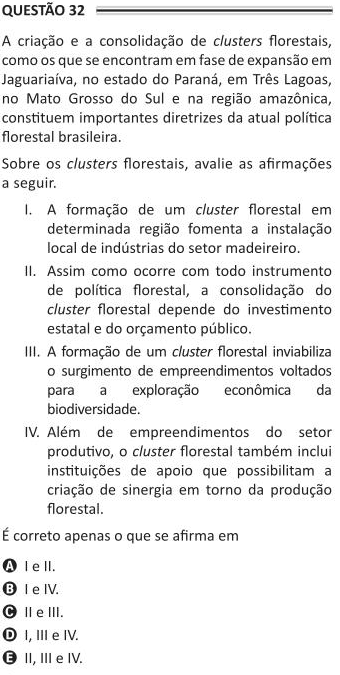 QUESTÃO 32
A criação e a consolidação de clusters florestais,
como os que se encontram em fase de expansão em
Jaguariaíva, no estado do Paraná, em Três Lagoas,
no Mato Grosso do Sul e na região amazônica,
constituem importantes diretrizes da atual política
florestal brasileira.
Sobre os clusters florestais, avalie as afirmações
a seguir.
I. A formação de um cluster florestal em
determinada região fomenta a instalação
local de indústrias do setor madeireiro.
II. Assim como ocorre com todo instrumento
de política florestal, a consolidação do
cluster florestal depende do investimento
estatal e do orçamento público.
III. A formação de um cluster florestal inviabiliza
o surgimento de empreendimentos voltados
para a exploração econômica da
biodiversidade.
IV. Além de empreendimentos do setor
produtivo, o cluster florestal também inclui
instituições de apoio que possibilitam a
criação de sinergia em torno da produção
florestal.
É correto apenas o que se afirma em
A I e II.
B I e IV.
C II e III.
D I, III e IV.
E II, III e IV.